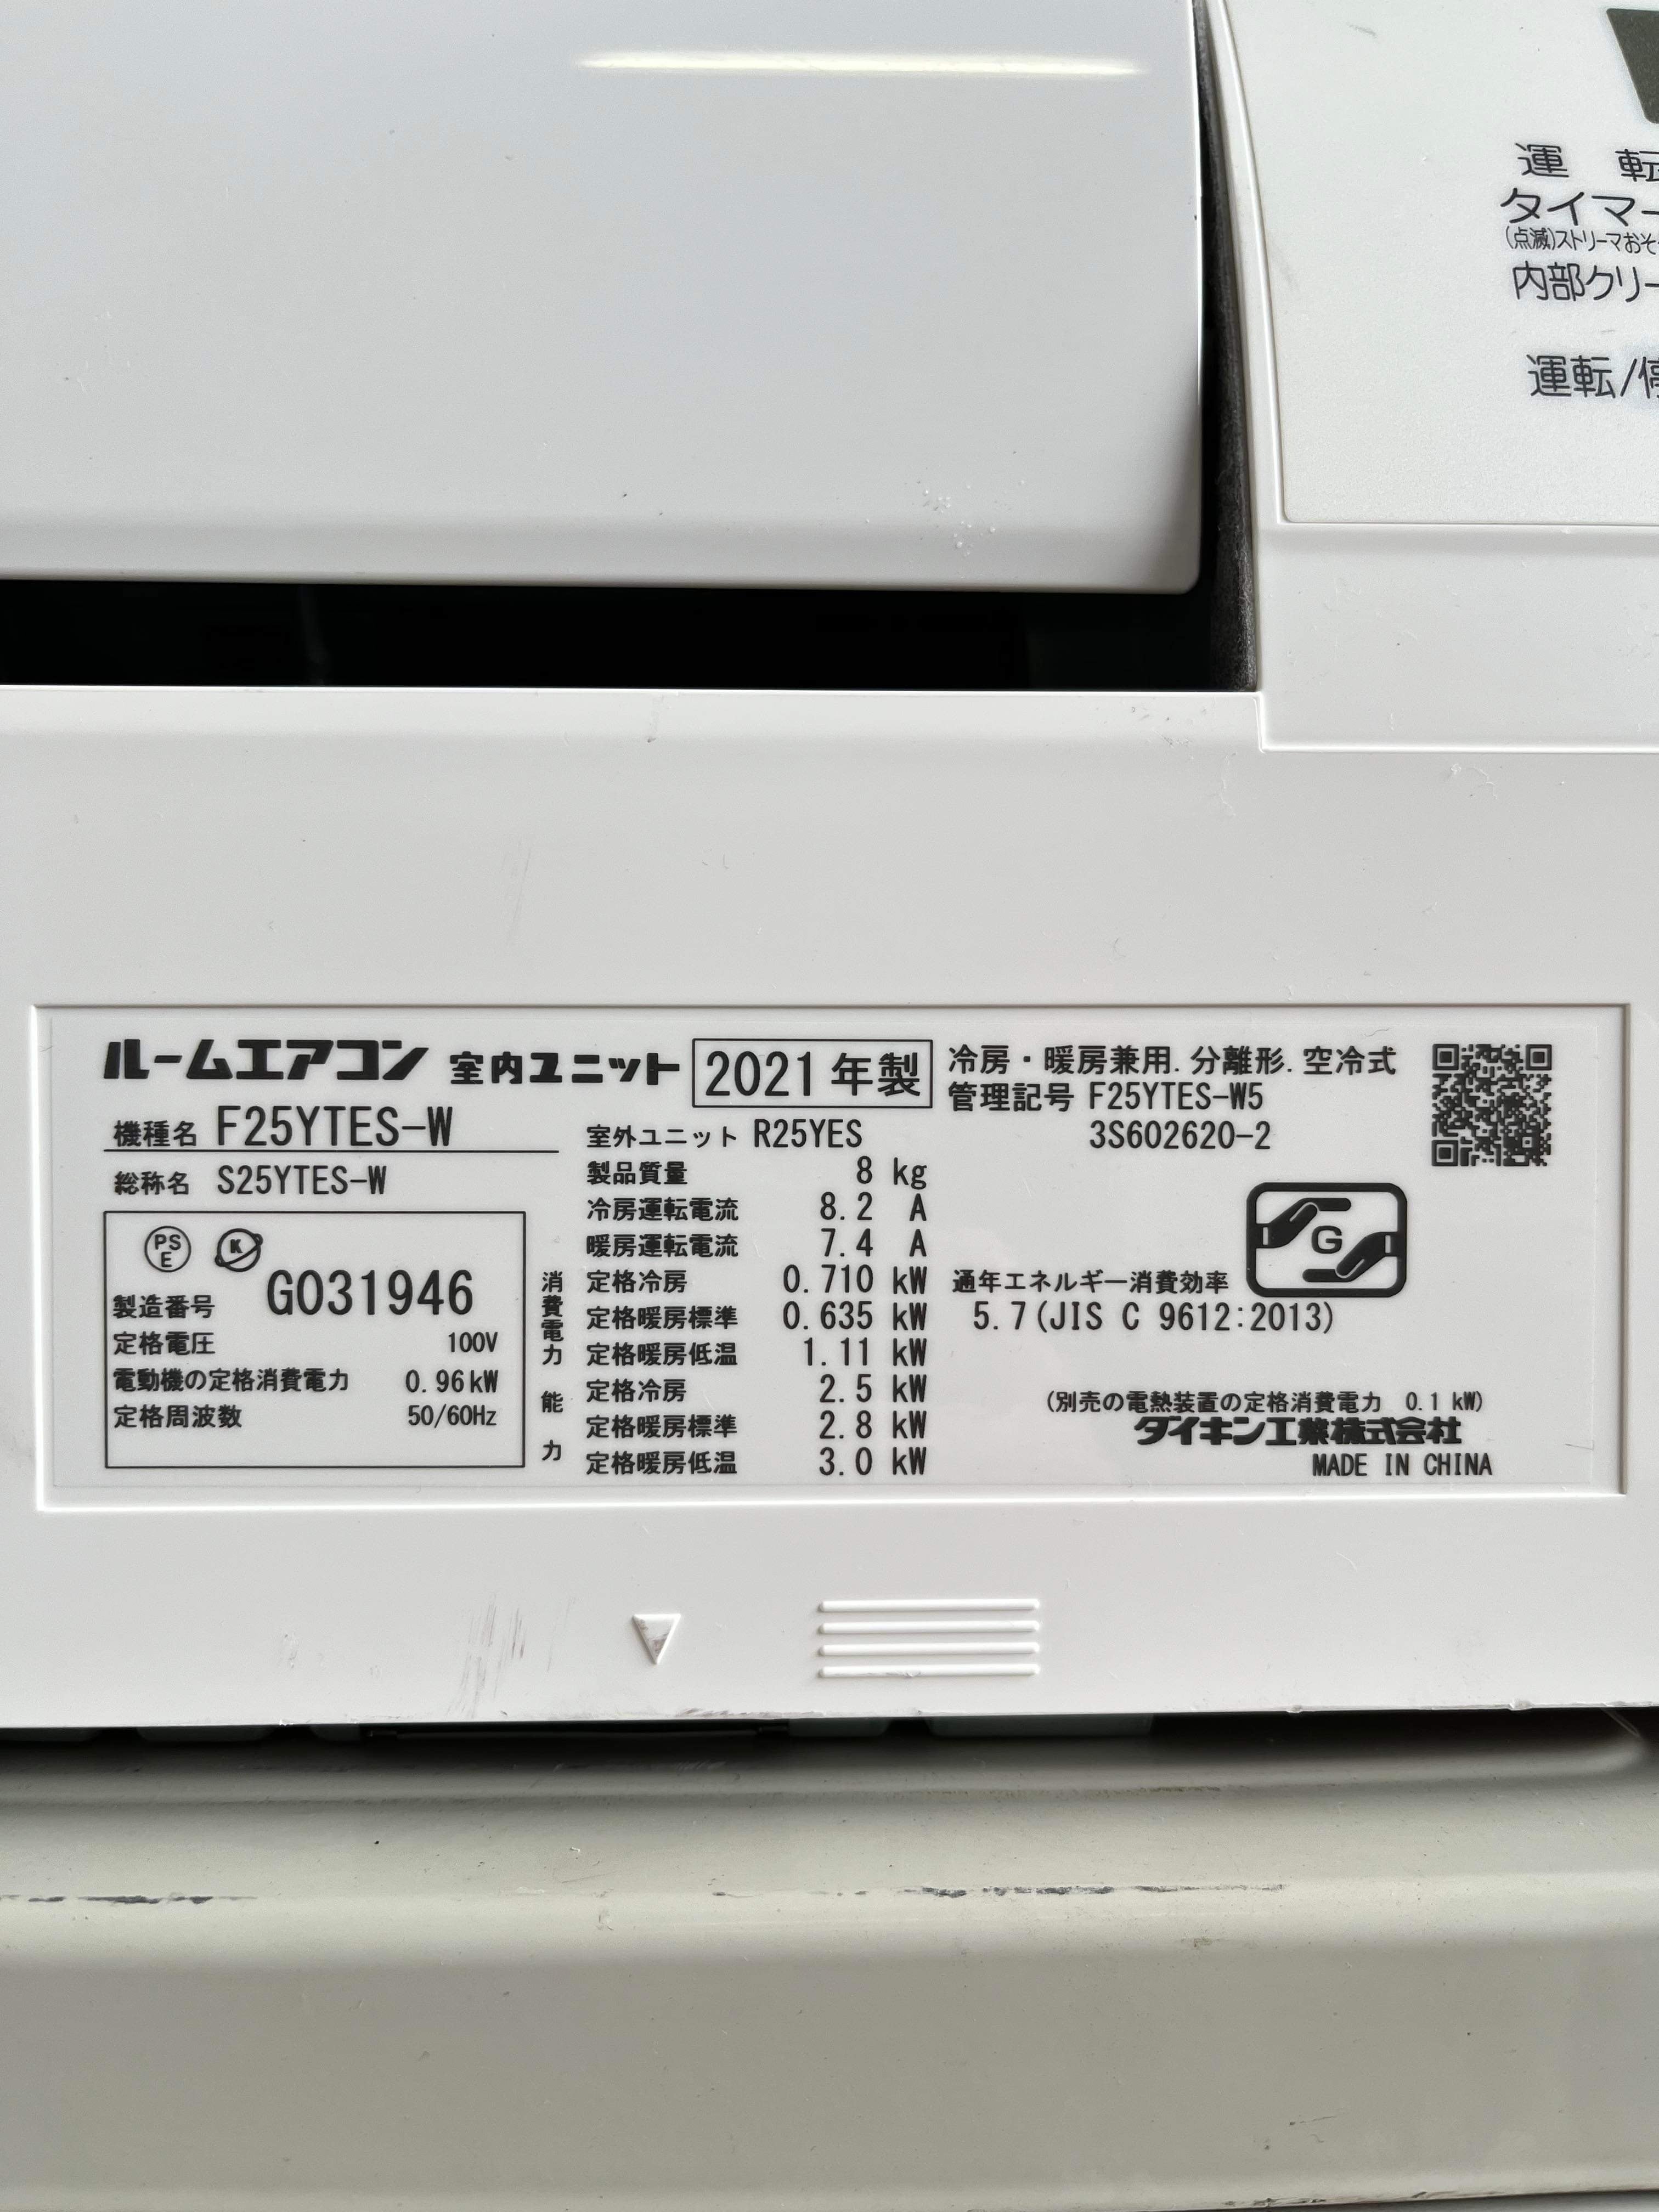 運 転
タイマー
(点滅)ストリーマおそ
内部クリー
運転/停
ルームエアコン 室内ユニット 2021年製
機種名 F25YTES-W
総称名 S25YTES-W
PS
E
K
製造番号 G031946
定格電圧 100V
電動機の定格消費電力 0.96kW
定格周波数 50/60Hz
室外ユニット R25YES
製品質量 8 kg
冷房運転電流 8.2 A
暖房運転電流 7.4 A
消費電力 定格冷房 0.710 kW
定格暖房標準 0.635 kW
定格暖房低温 1.11 kW
能力 定格冷房 2.5 kW
定格暖房標準 2.8 kW
定格暖房低温 3.0 kW
冷房・暖房兼用.分離形.空冷式
管理記号 F25YTES-W5
3S602620-2
G
通年エネルギー消費効率
5.7(JIS C 9612:2013)
(別売の電熱装置の定格消費電力 0.1 kW)
ダイキン工業株式会社
MADE IN CHINA